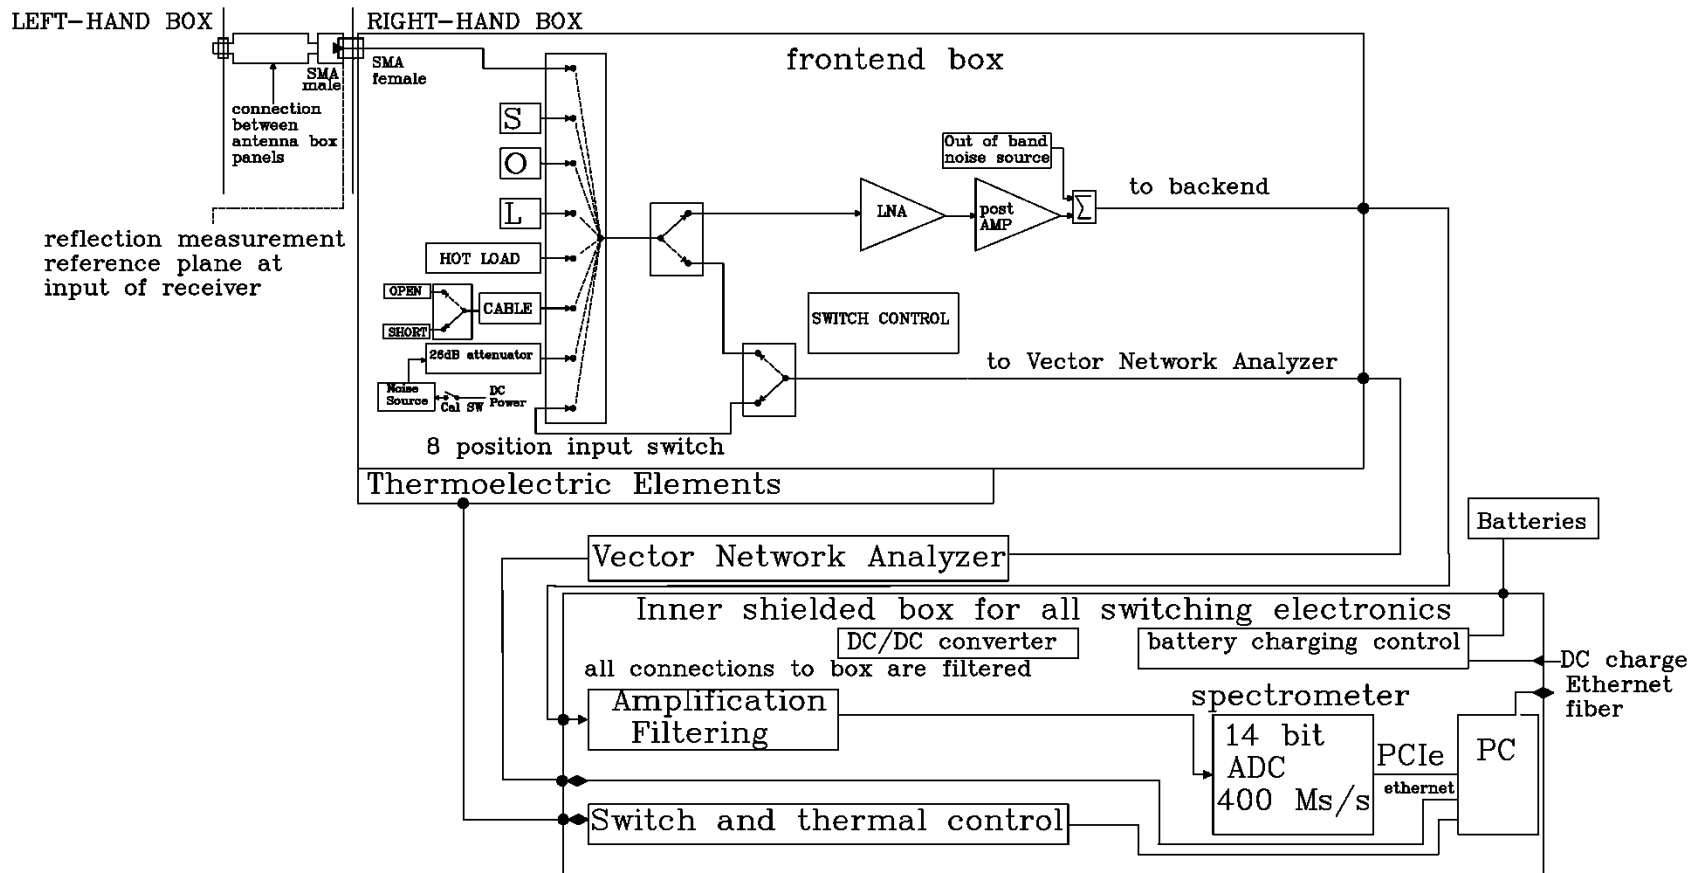 LEFT-HAND BOX
RIGHT-HAND BOX
SMA
male
SMA
female
connection
between
antenna box
panels
reflection measurement
reference plane at
input of receiver
frontend box
S
O
L
HOT LOAD
OPEN
SHORT
CABLE
26dB attenuator
Noise
Source
Cal SW
DC
Power
8 position input switch
Out of band
noise source
LNA
post
AMP
Σ
to backend
SWITCH CONTROL
to Vector Network Analyzer
Thermoelectric Elements
Vector Network Analyzer
Batteries
Inner shielded box for all switching electronics
DC/DC converter
battery charging control
all connections to box are filtered
DC charge
Ethernet
fiber
Amplification
Filtering
spectrometer
14 bit
ADC
400 Ms/s
PCIe
ethernet
PC
Switch and thermal control